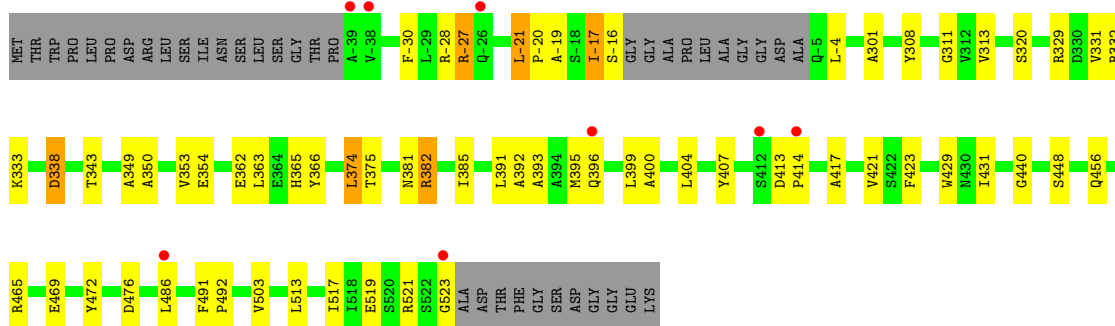 MET THR TRP PRO LEU PRO PRO ASP ARG LEU SER ILE ASN SER LEU SER GLY THR PRO A-39 V-38 F-30 L-29 R-28 R-27 Q-26 L-21 P-20 A-19 S-18 I-17 S-16 GLY GLY ALA PRO LEU ALA GLY GLY ASP ALA Q-5 L-4 A301 Y308 G311 V312 V313 S320 R329 D330 V331
K333 D338 T343 A349 A350 V353 E354 E362 L363 E364 H365 Y366 L374 T375 N381 R382 I385 L391 A392 A393 A394 M395 Q396 L399 A400 L404 Y407 S412 D413 P414 A417 V421 S422 F423 W429 N430 I431 G440 S448 Q456
R465 E469 Y472 D476 L486 F491 P492 V503 L513 I517 I518 E519 S520 R521 S522 G523 ALA ASP THR PHE GLY SER ASP GLY GLY GLU LYS